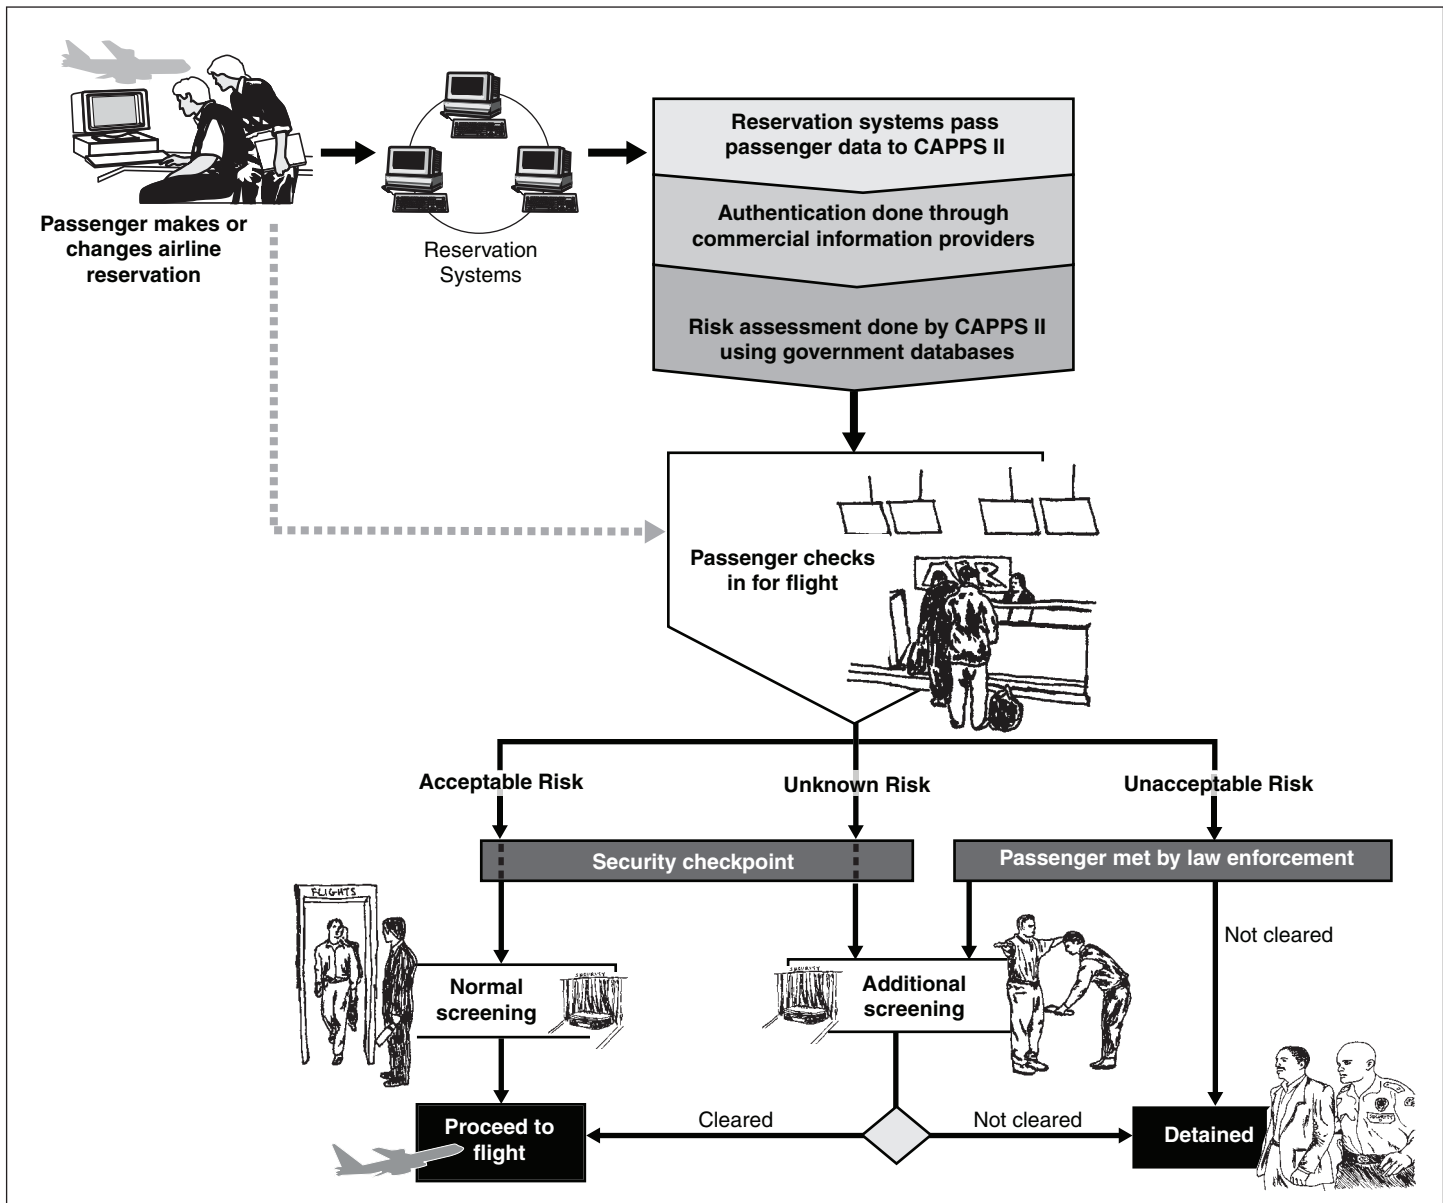 Passenger makes or
changes airline
reservation
Reservation
Systems
Reservation systems pass
passenger data to CAPPS II
Authentication done through
commercial information providers
Risk assessment done by CAPPS II
using government databases
Passenger checks
in for flight
AIR
Acceptable Risk
Unknown Risk
Unacceptable Risk
Security checkpoint
Passenger met by law enforcement
FLIGHTS
Not cleared
Normal
screening
SECURITY
SECURITY
Additional
screening
Proceed to
flight
Cleared
Not cleared
Detained